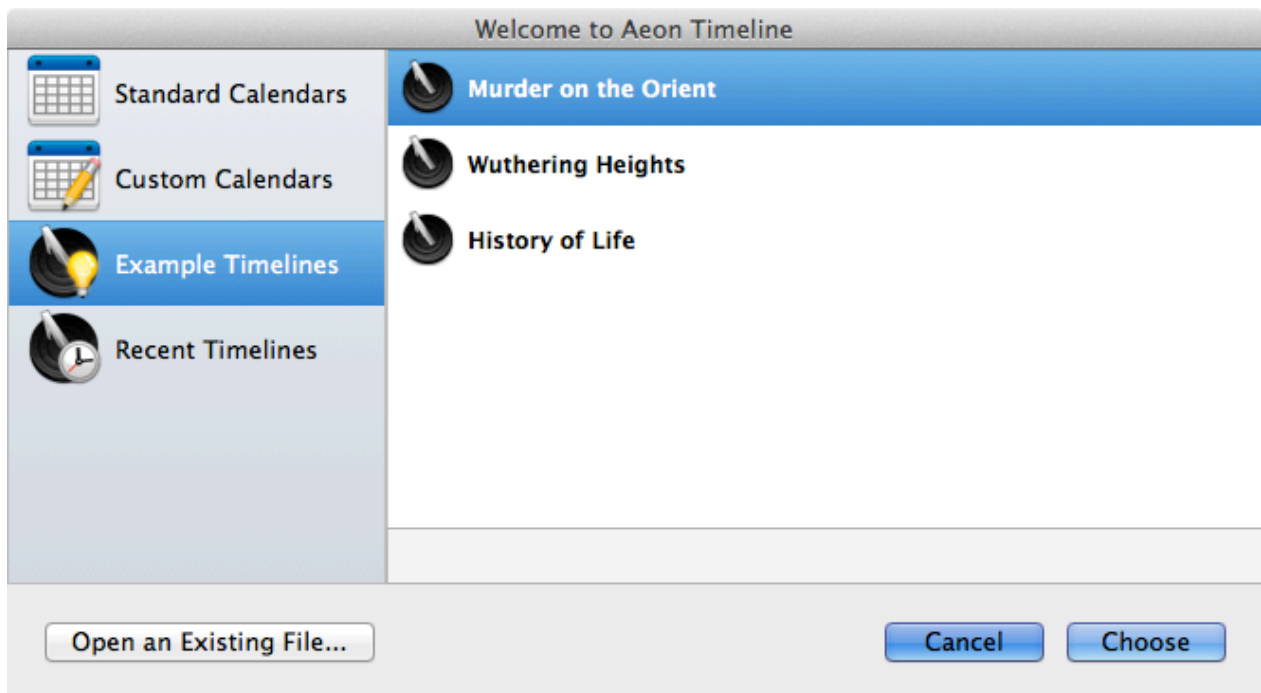 Welcome to Aeon Timeline
Standard Calendars
Custom Calendars
Example Timelines
Recent Timelines
Murder on the Orient
Wuthering Heights
History of Life
Open an Existing File...
Cancel
Choose